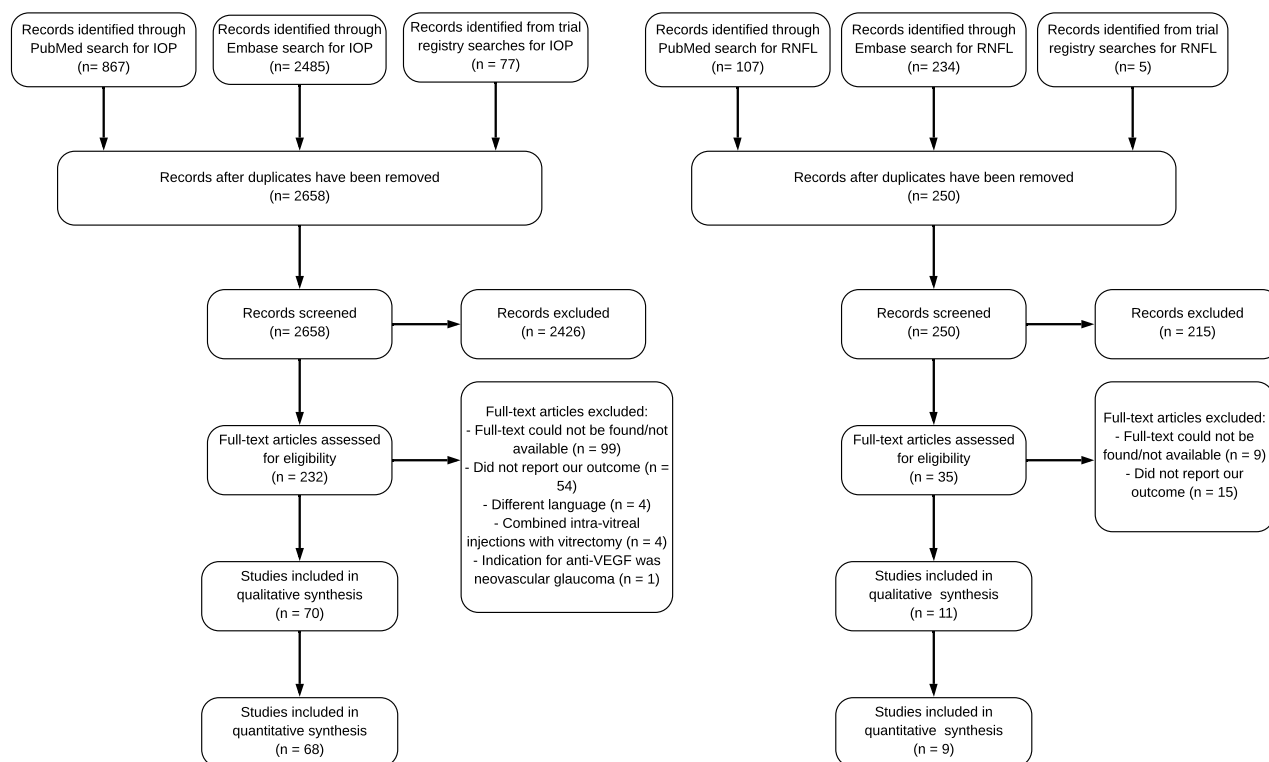 Records identified through
PubMed search for IOP
(n= 867)
Records identified through
Embase search for IOP
(n= 2485)
Records identified from trial
registry searches for IOP
(n = 77)
Records after duplicates have been removed
(n= 2658)
Records screened
(n= 2658)
Records excluded
(n = 2426)
Full-text articles assessed
for eligibility
(n = 232)
Full-text articles excluded:
- Full-text could not be found/not
available (n = 99)
- Did not report our outcome (n =
54)
- Different language (n = 4)
- Combined intra-vitreal
injections with vitrectomy (n = 4)
- Indication for anti-VEGF was
neovascular glaucoma (n = 1)
Studies included in
qualitative synthesis
(n = 70)
Studies included in
quantitative synthesis
(n = 68)
Records identified through
PubMed search for RNFL
(n= 107)
Records identified through
Embase search for RNFL
(n= 234)
Records identified from trial
registry searches for RNFL
(n= 5)
Records after duplicates have been removed
(n= 250)
Records screened
(n= 250)
Records excluded
(n = 215)
Full-text articles assessed
for eligibility
(n = 35)
Full-text articles excluded:
- Full-text could not be
found/not available (n = 9)
- Did not report our
outcome (n = 15)
Studies included in
qualitative synthesis
(n = 11)
Studies included in
quantitative synthesis
(n = 9)